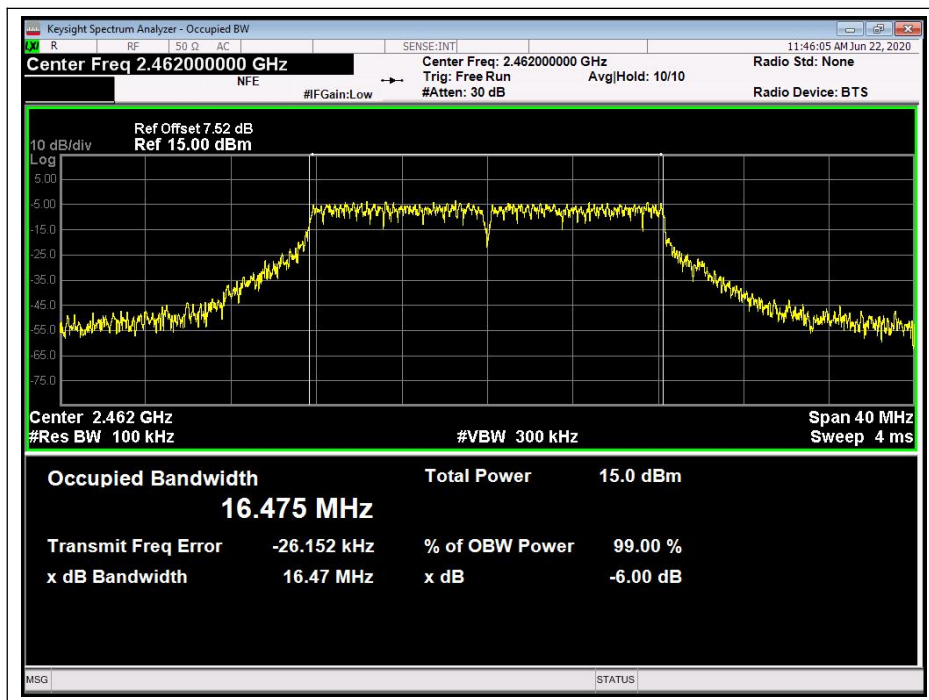 Keysight Spectrum Analyzer - Occupied BW
LXI R RF 50 Ω AC SENSE:INT 11:46:05 AM Jun 22, 2020
Center Freq 2.462000000 GHz Center Freq: 2.462000000 GHz Radio Std: None
NFE Trig: Free Run Avg|Hold: 10/10
#IFGain:Low #Atten: 30 dB Radio Device: BTS
Ref Offset 7.52 dB
10 dB/div Ref 15.00 dBm
Log
5.00
-5.00
-15.0
-25.0
-35.0
-45.0
-55.0
-65.0
-75.0
Center 2.462 GHz Span 40 MHz
#Res BW 100 kHz #VBW 300 kHz Sweep 4 ms
Occupied Bandwidth Total Power 15.0 dBm
16.475 MHz
Transmit Freq Error -26.152 kHz % of OBW Power 99.00 %
x dB Bandwidth 16.47 MHz x dB -6.00 dB
MSG STATUS